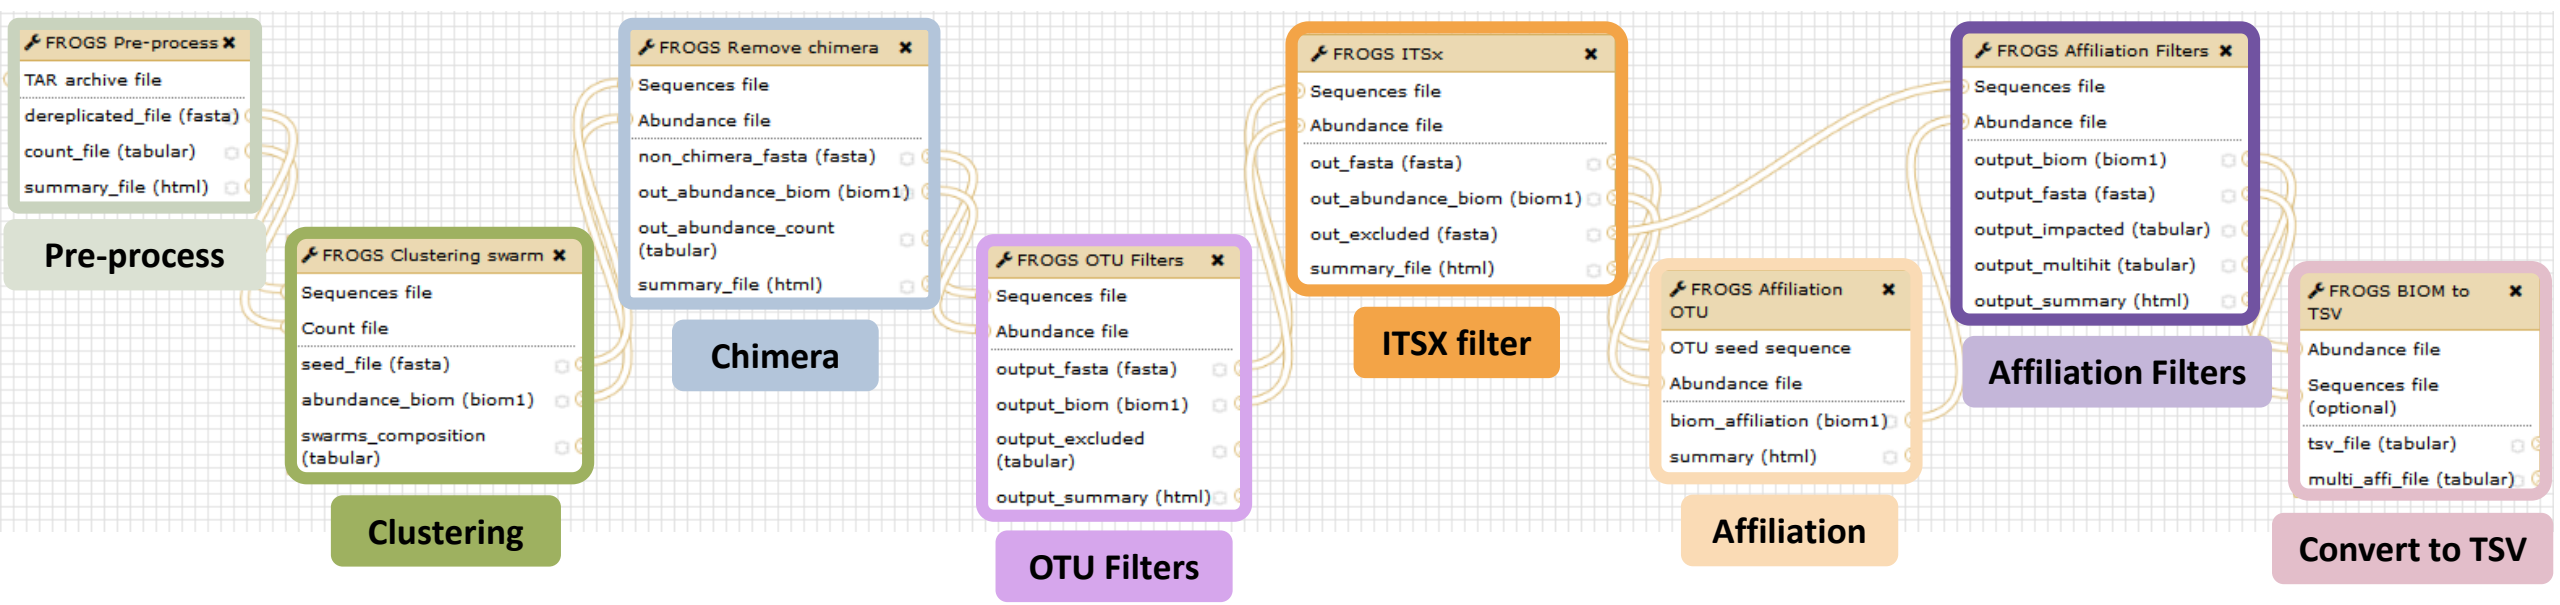 FROGS Pre-process
TAR archive file
dereplicated_file (fasta)
count_file (tabular)
summary_file (html)
Pre-process
FROGS Clustering swarm
Sequences file
Count file
seed_file (fasta)
abundance_biom (biom1)
swarms_composition
(tabular)
Clustering
FROGS Remove chimera
Sequences file
Abundance file
non_chimera_fasta (fasta)
out_abundance_biom (biom1)
out_abundance_count
(tabular)
summary_file (html)
Chimera
FROGS OTU Filters
Sequences file
Abundance file
output_fasta (fasta)
output_biom (biom1)
output_excluded
(tabular)
output_summary (html)
OTU Filters
FROGS ITSx
Sequences file
Abundance file
out_fasta (fasta)
out_abundance_biom (biom1)
out_excluded (fasta)
summary_file (html)
ITSX filter
FROGS Affiliation
OTU
OTU seed sequence
Abundance file
biom_affiliation (biom1)
summary (html)
Affiliation
FROGS Affiliation Filters
Sequences file
Abundance file
output_biom (biom1)
output_fasta (fasta)
output_impacted (tabular)
output_multihit (tabular)
output_summary (html)
Affiliation Filters
FROGS BIOM to
TSV
Abundance file
Sequences file
(optional)
tsv_file (tabular)
multi_affi_file (tabular)
Convert to TSV